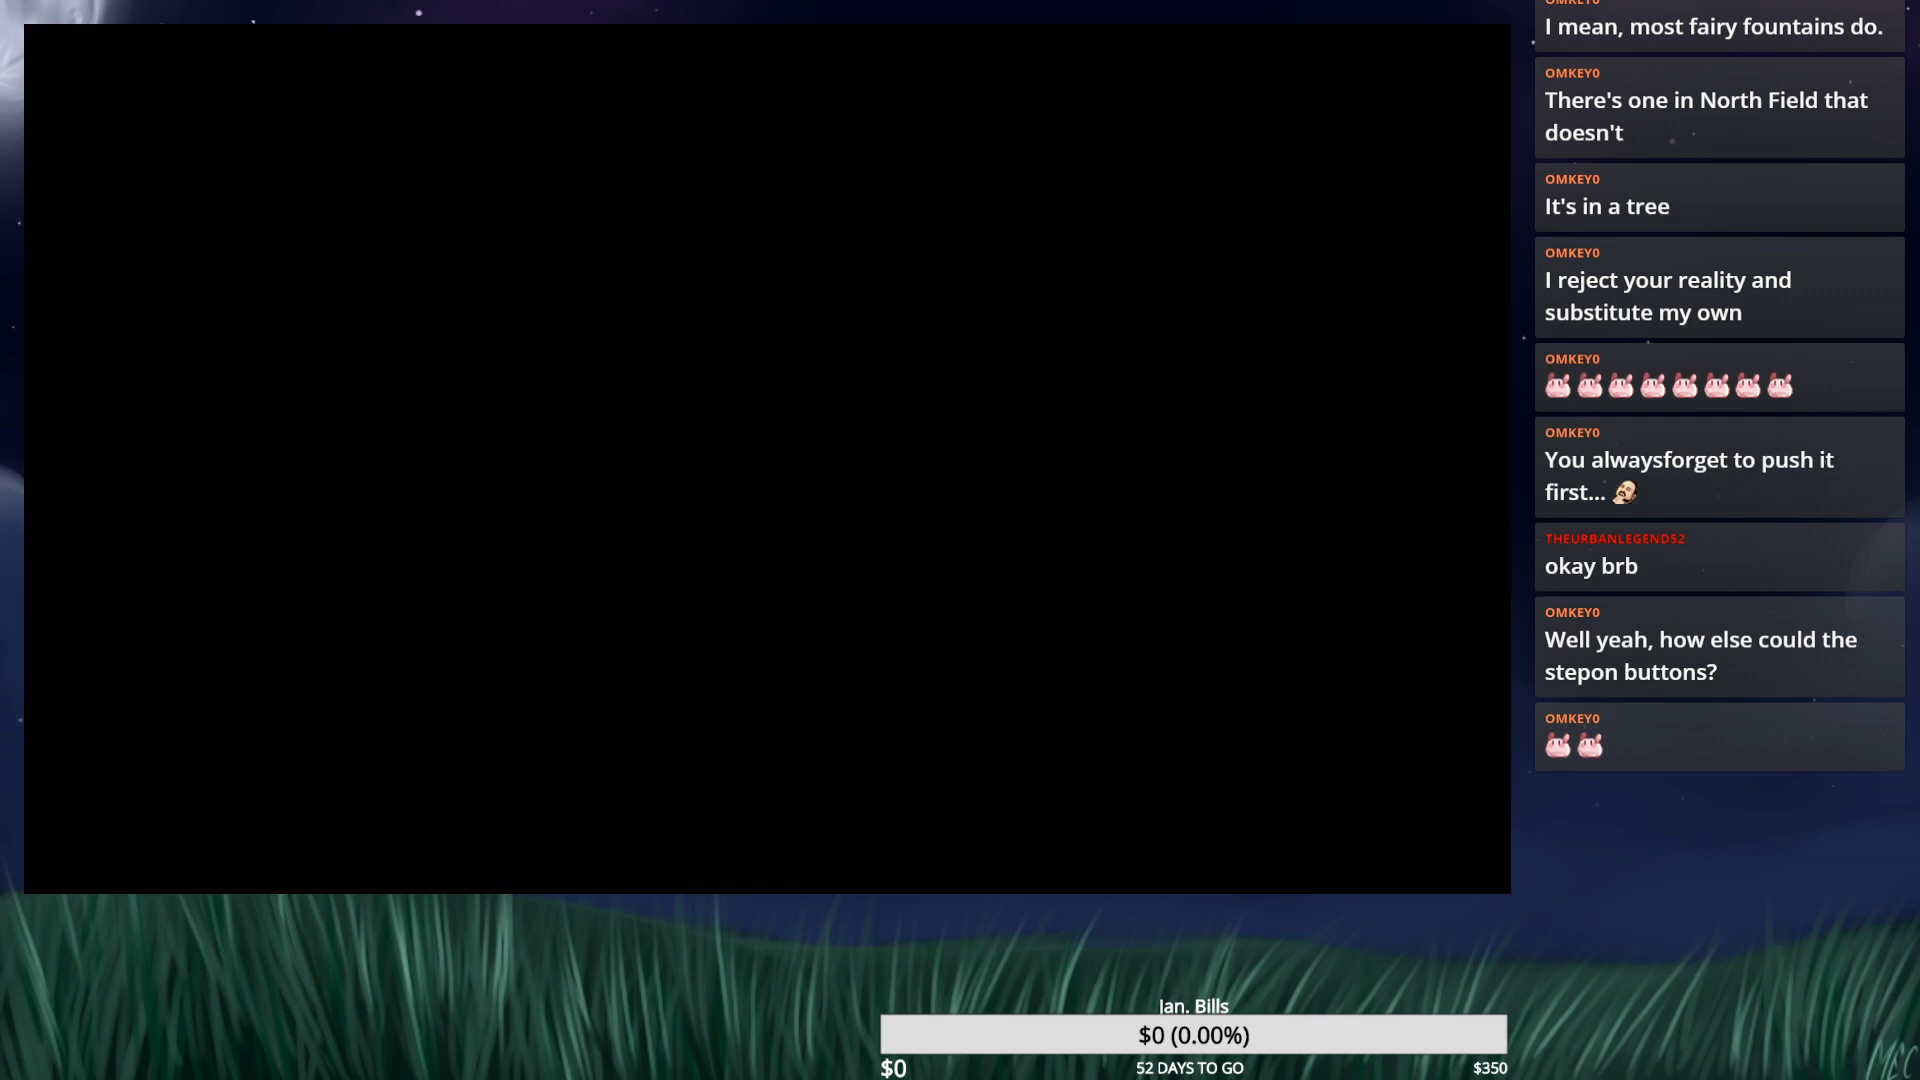 OMKEY0
I mean, most fairy fountains do.
OMKEY0
There's one in North Field that
doesn't
OMKEY0
It's in a tree
OMKEY0
I reject your reality and
substitute my own
OMKEY0
OMKEY0
You alwaysforget to push it
first...
THEURBANLEGEND52
okay brb
OMKEY0
Well yeah, how else could the
stepon buttons?
OMKEY0
Jan. Bills
$0 (0.00%)
$0
52 DAYS TO GO
$350
MEC